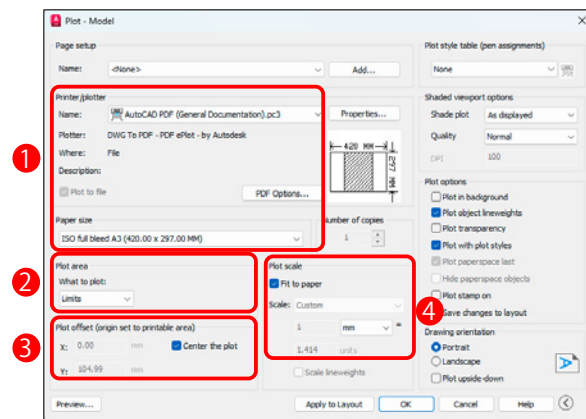 Plot - Model
Page setup
Name: <None>
Add...
Printer/plotter
Name: AutoCAD PDF (General Documentation).pc3
Properties...
Plotter: DWG To PDF - PDF ePlot - by Autodesk
Where: File
Description:
Plot to file
PDF Options...
420 MM
297 MM
1
Paper size
ISO full bleed A3 (420.00 x 297.00 MM)
Number of copies
1
2
Plot area
What to plot:
Limits
3
Plot offset (origin set to printable area)
X: 0.00 mm
Center the plot
Y: 104.99 mm
Plot scale
Fit to paper
Scale: Custom
1 mm =
1.414 units
Scale lineweights
4
Plot style table (pen assignments)
None
Shaded viewport options
Shade plot As displayed
Quality Normal
DPI 100
Plot options
Plot in background
Plot object lineweights
Plot transparency
Plot with plot styles
Plot paperspace last
Hide paperspace objects
Plot stamp on
Save changes to layout
Drawing orientation
Portrait
Landscape
Plot upside-down
A
Preview...
Apply to Layout
OK
Cancel
Help